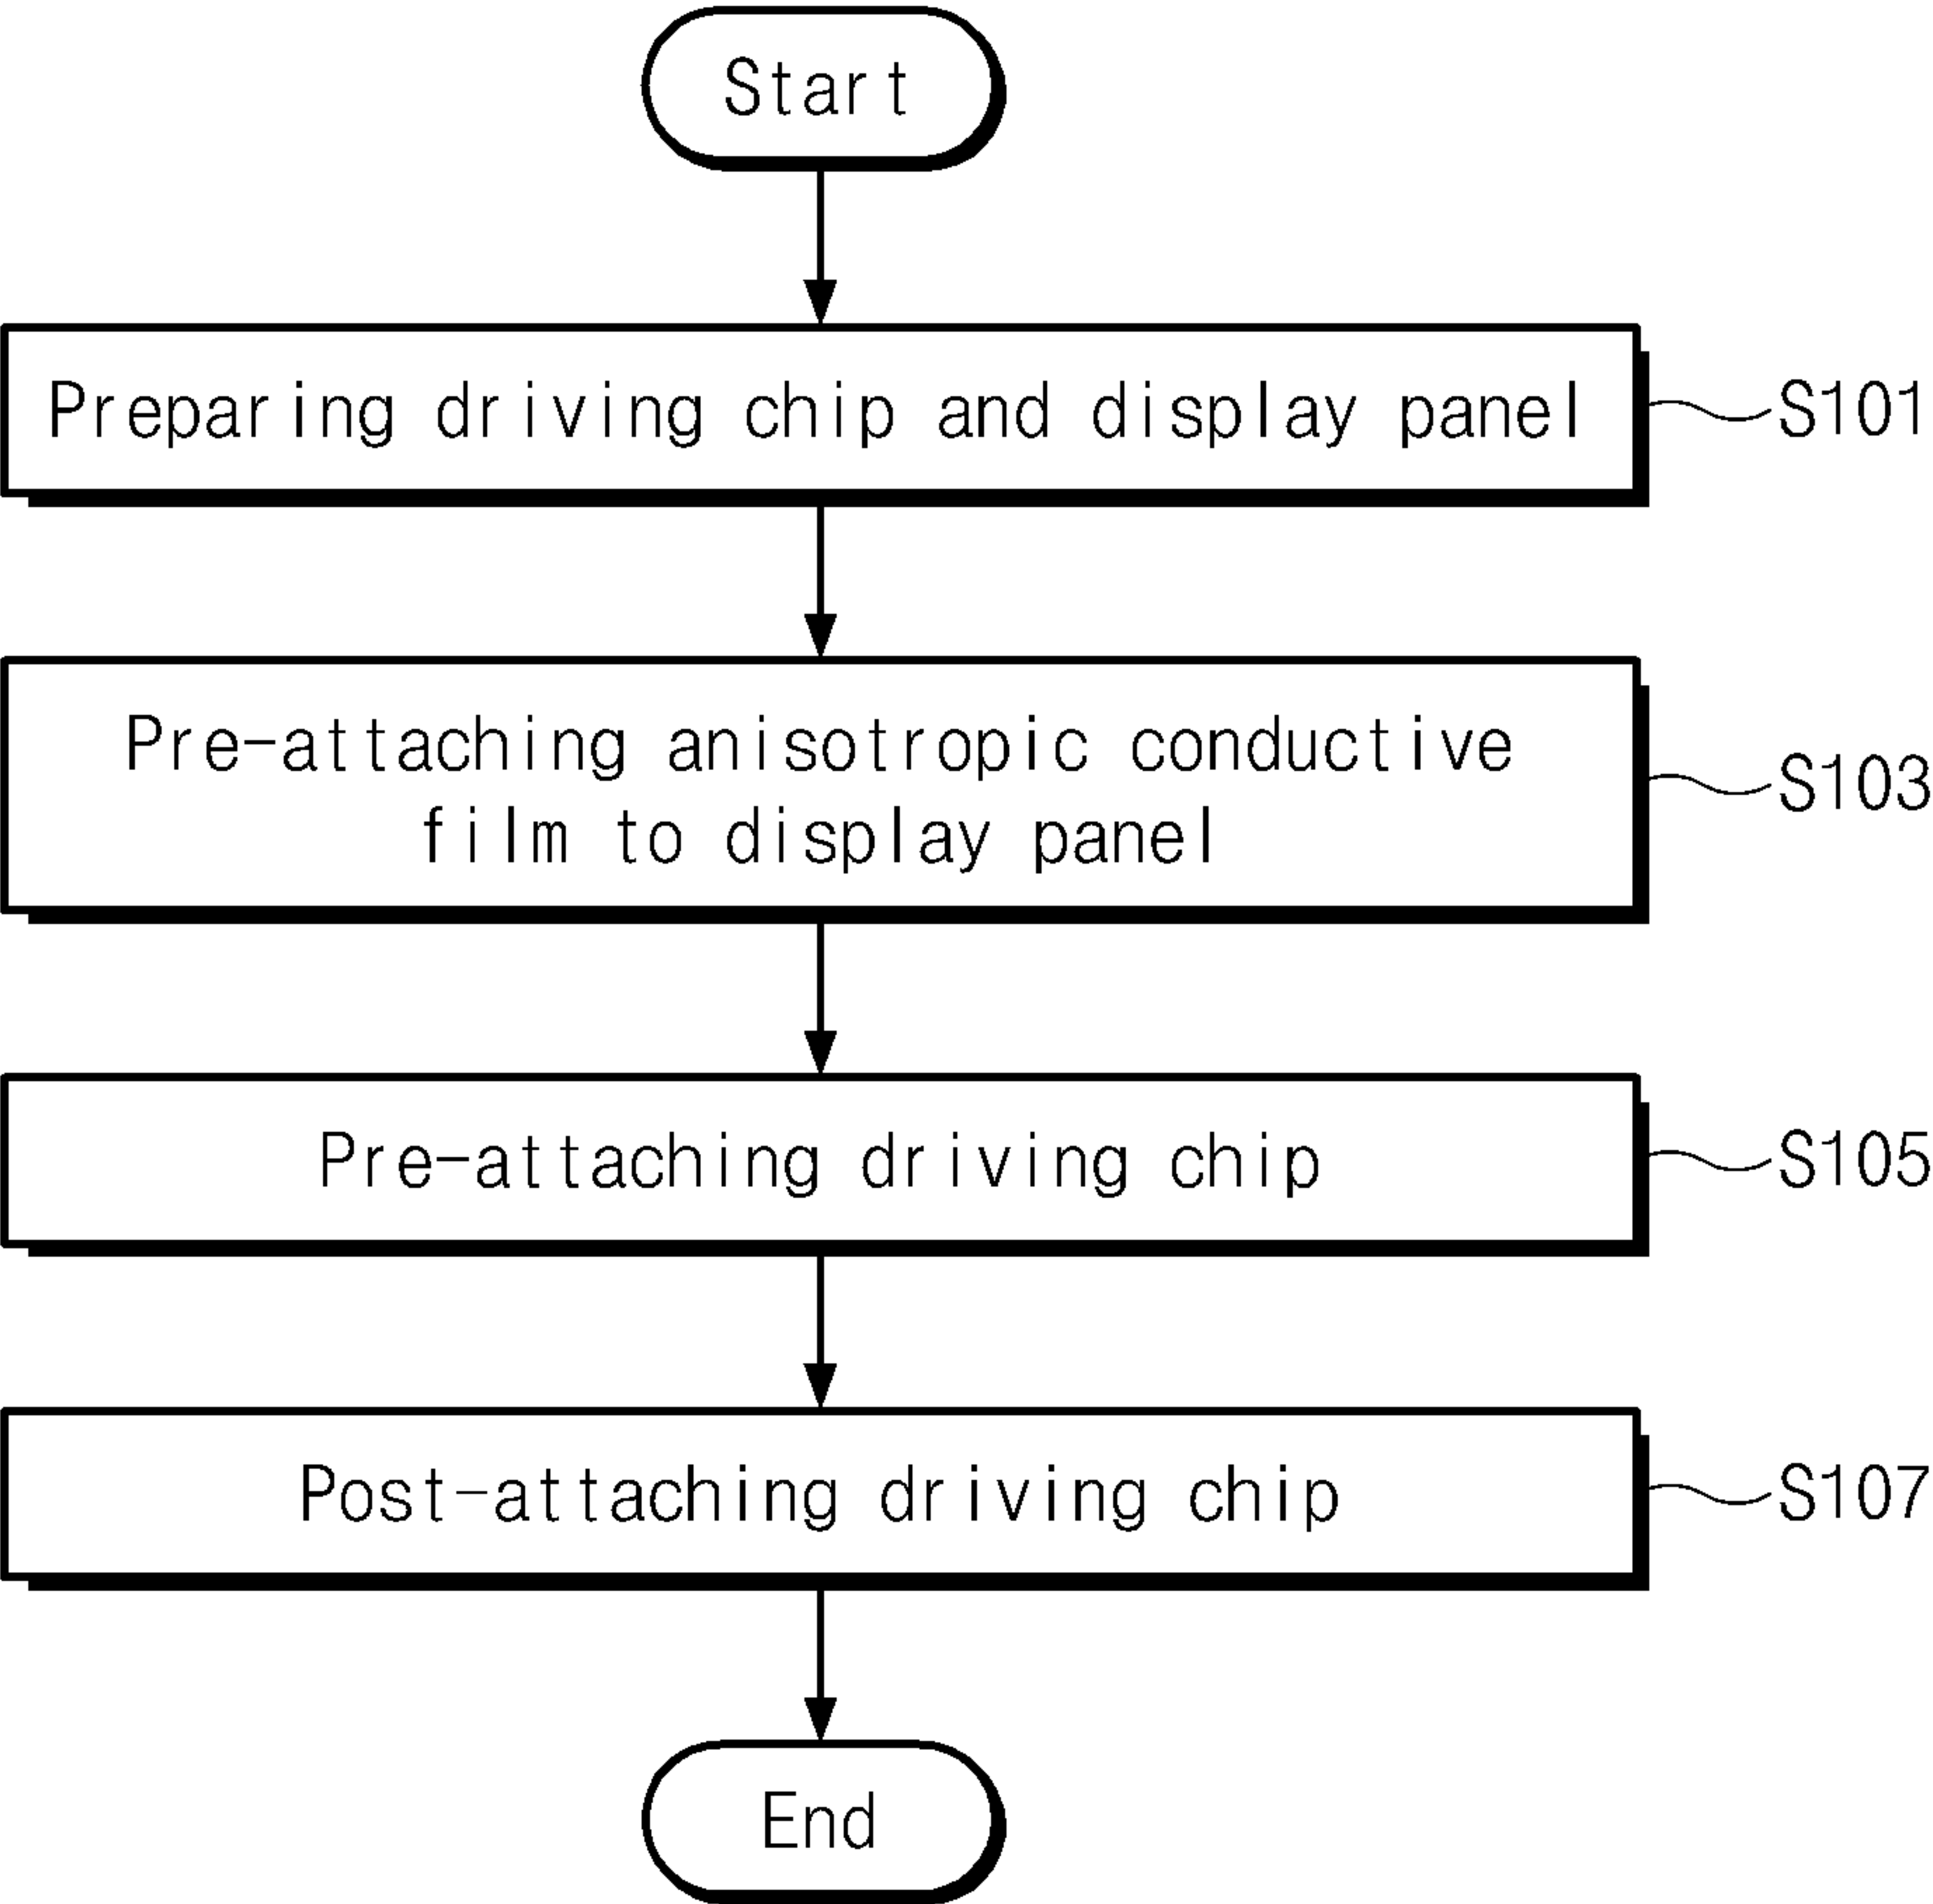 Start
Preparing driving chip and display panel
S101
Pre-attaching anisotropic conductive
film to display panel
S103
Pre-attaching driving chip
S105
Post-attaching driving chip
S107
End